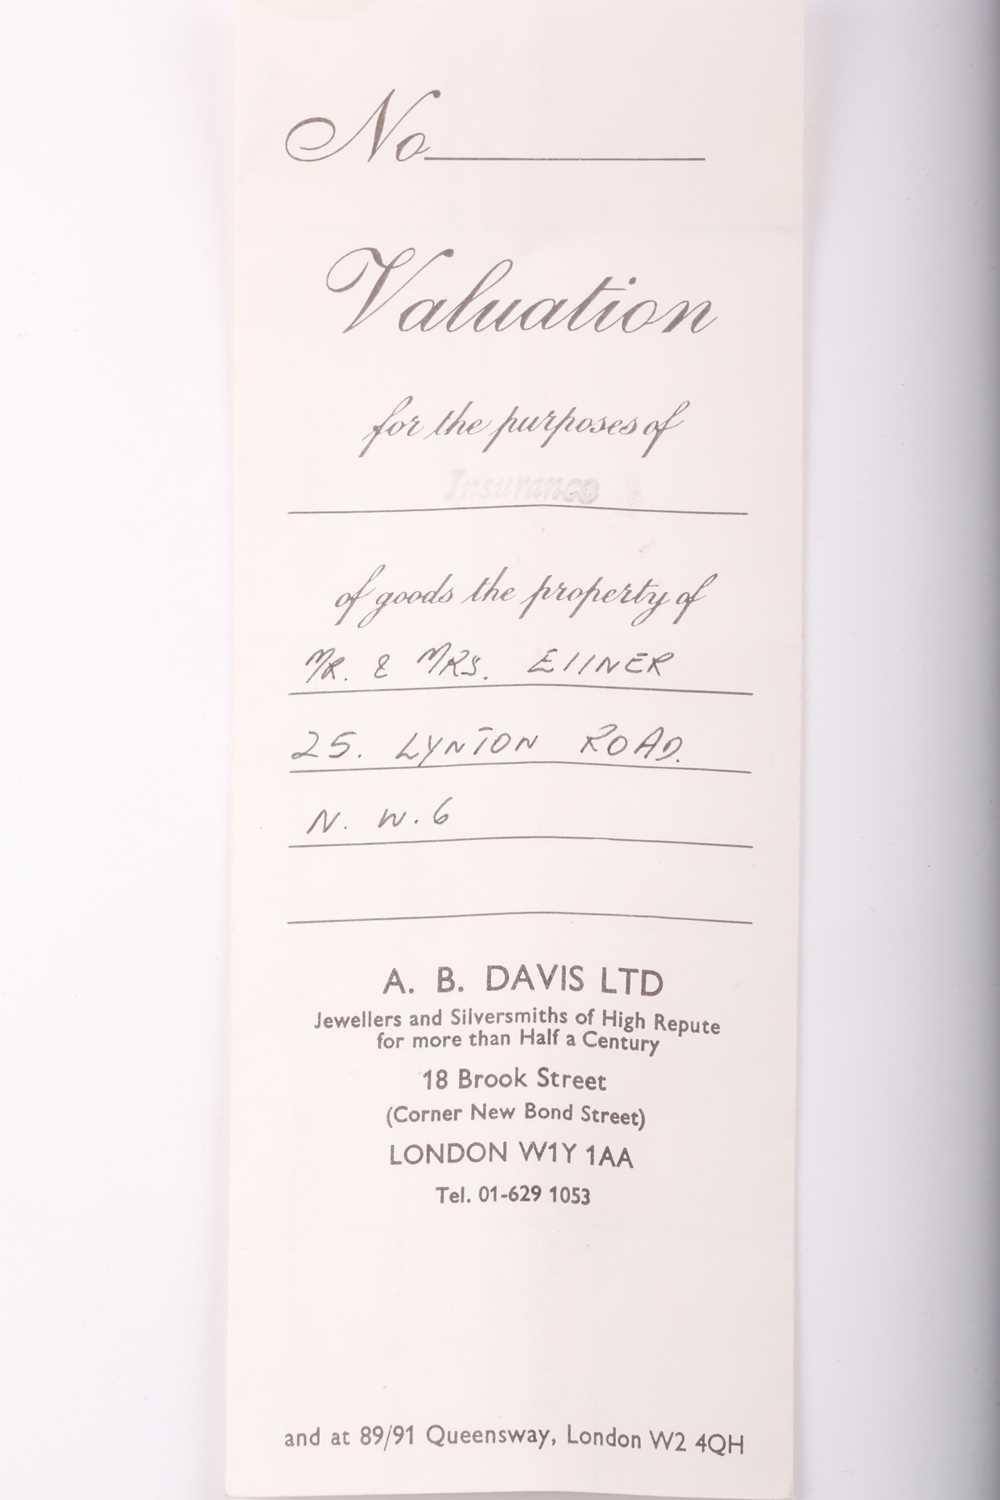 No
Valuation
for the purposes of
Insurance
of goods the property of
MR. & MRS. EllNER
25. LYNTON ROAD.
N. W. 6
A. B. DAVIS LTD
Jewellers and Silversmiths of High Repute
for more than Half a Century
18 Brook Street
(Corner New Bond Street)
LONDON W1Y 1AA
Tel. 01-629 1053
and at 89/91 Queensway, London W2 4QH